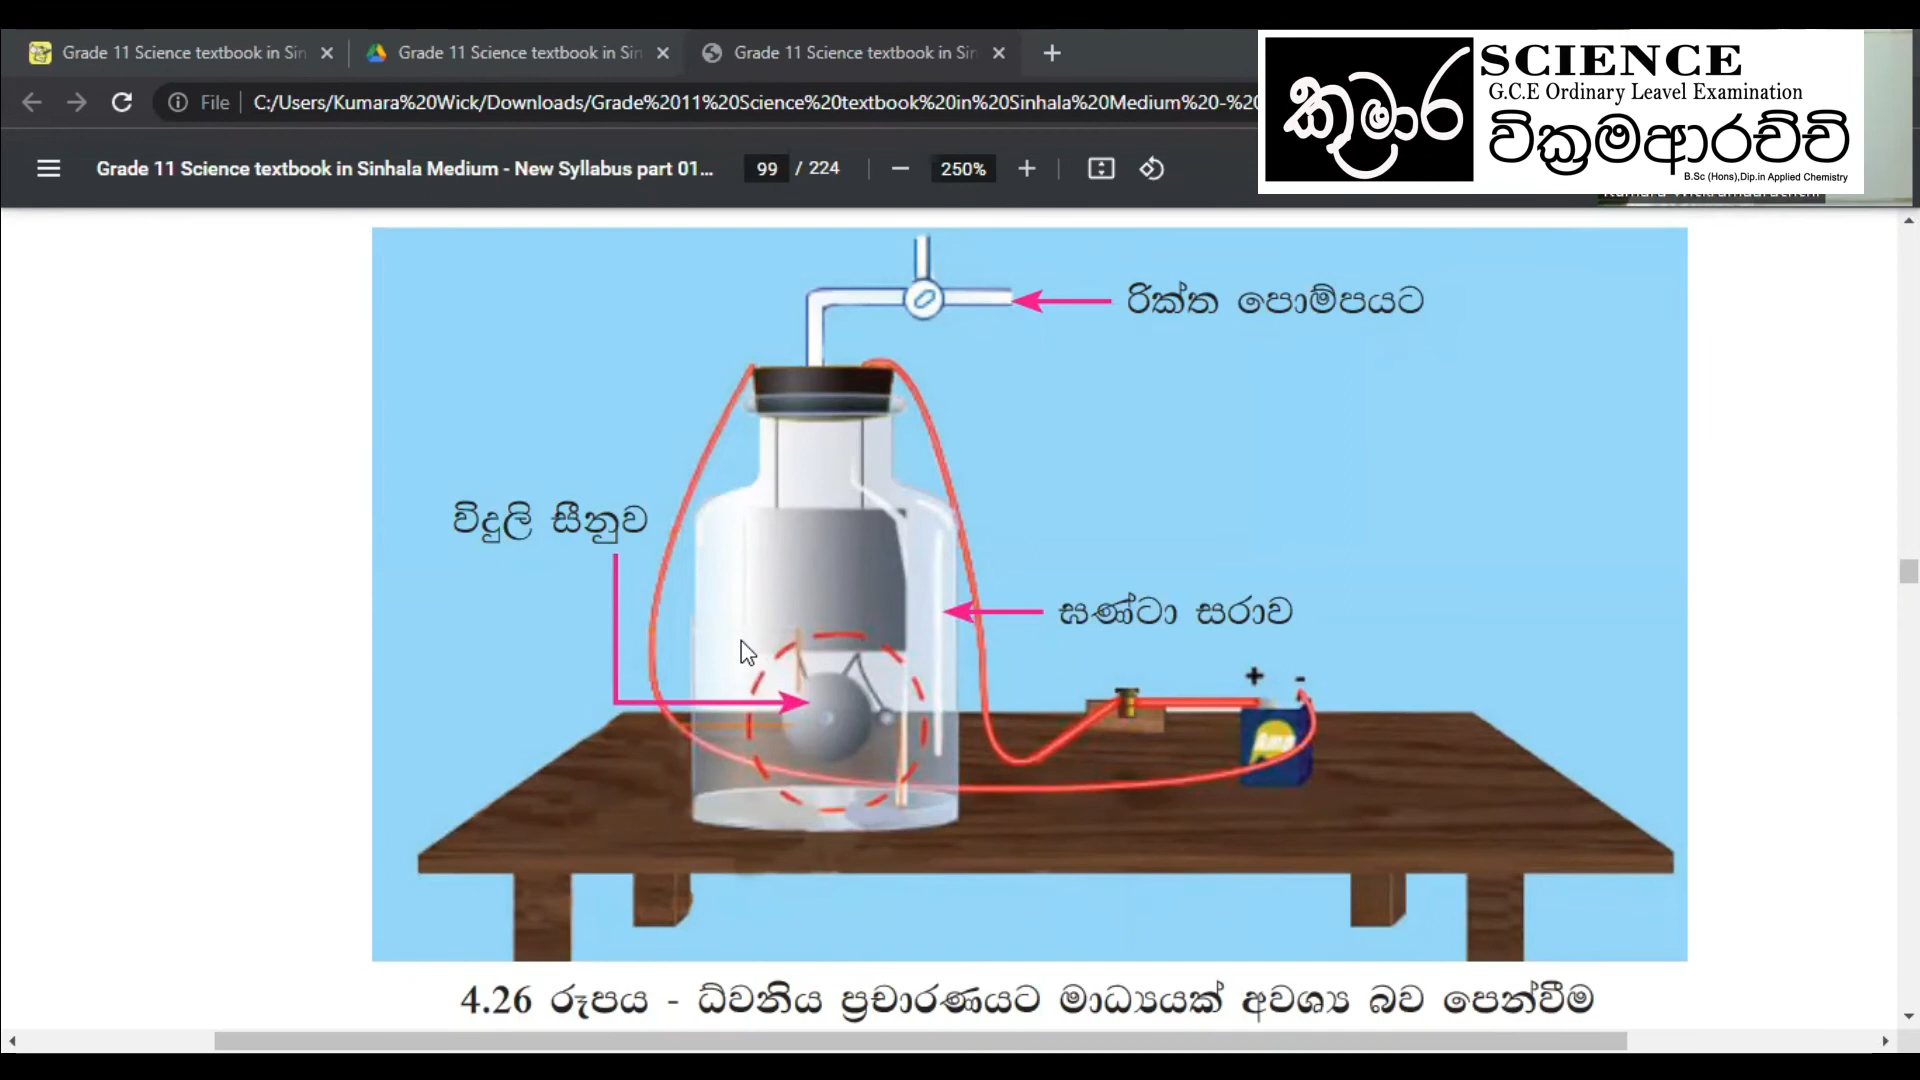 Grade 11 Science textbook in Sin
Grade 11 Science textbook in Sin
Grade 11 Science textbook in Sin
File
C:/Users/Kumara%20Wick/Downloads/Grade%2011%20Science%20textbook%20in%20Sinhala%20Medium%20-%20
Grade 11 Science textbook in Sinhala Medium - New Syllabus part 01...
99 / 224
250%
කුමාර
SCIENCE
G.C.E Ordinary Leavel Examination
වික්‍රමආරච්චි
B.Sc (Hons),Dip.in Applied Chemistry
රික්ත පොම්පයට
විදුලි සීනුව
ඝණ්ටා සරාව
+ -
4.26 රූපය - ධ්වනිය ප්‍රචාරණයට මාධ්‍යයක් අවශ්‍ය බව පෙන්වීම